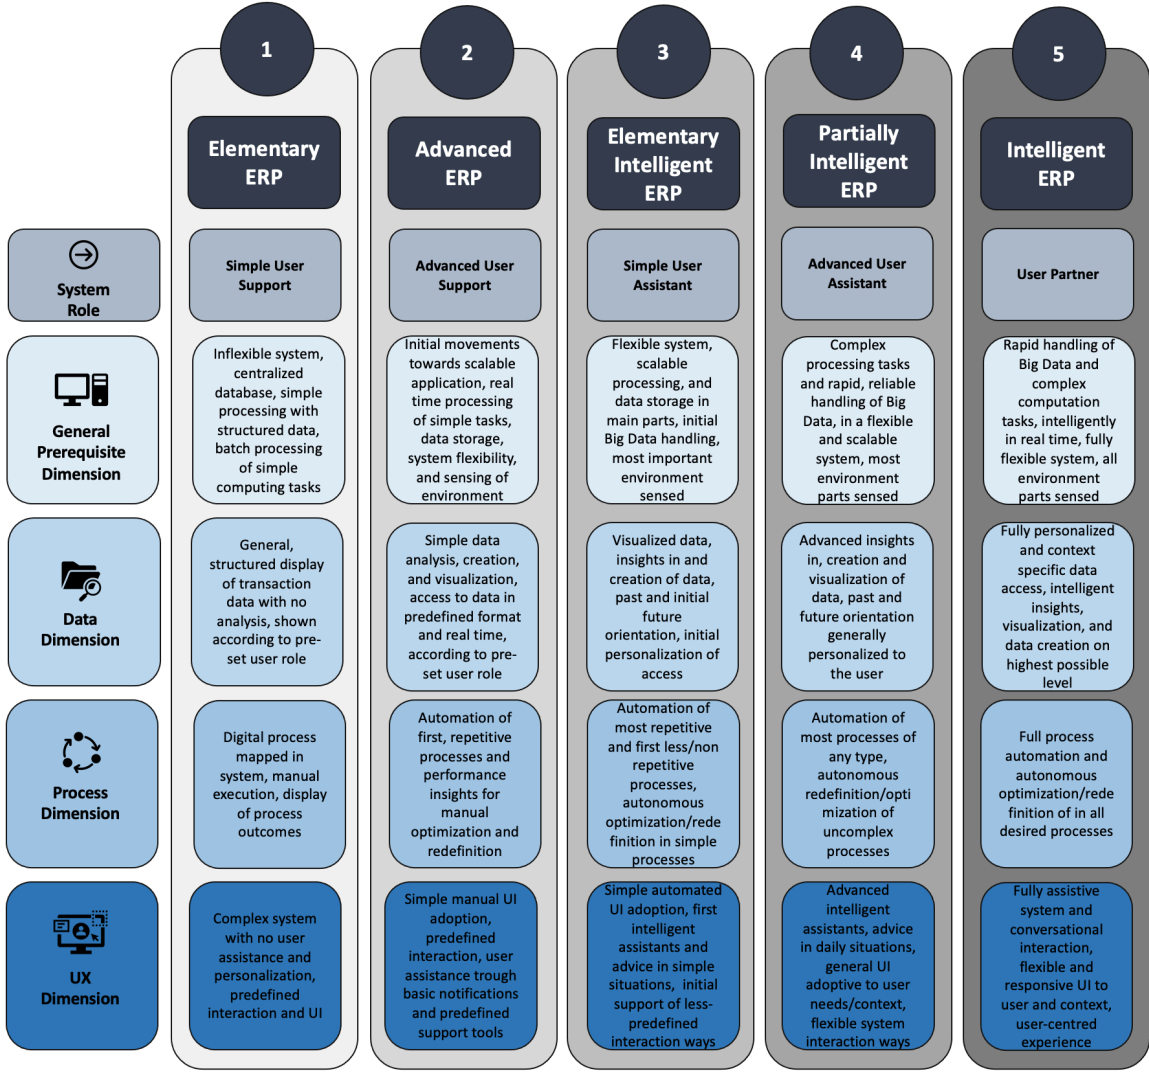 1
2
3
4
5
Elementary
ERP
Advanced
ERP
Elementary
Intelligent
ERP
Partially
Intelligent
ERP
Intelligent
ERP
System
Role
Simple User
Support
Advanced User
Support
Simple User
Assistant
Advanced User
Assistant
User Partner
General
Prerequisite
Dimension
Inflexible system,
centralized
database, simple
processing with
structured data,
batch processing
of simple
computing tasks
Initial movements
towards scalable
application, real
time processing
of simple tasks,
data storage,
system flexibility,
and sensing of
environment
Flexible system,
scalable
processing, and
data storage in
main parts, initial
Big Data handling,
most important
environment
sensed
Complex
processing tasks
and rapid, reliable
handling of Big
Data, in a flexible
and scalable
system, most
environment
parts sensed
Rapid handling of
Big Data and
complex
computation
tasks, intelligently
in real time, fully
flexible system, all
environment
parts sensed
Data
Dimension
General,
structured display
of transaction
data with no
analysis, shown
according to pre-
set user role
Simple data
analysis, creation,
and visualization,
access to data in
predefined format
and real time,
according to pre-
set user role
Visualized data,
insights in and
creation of data,
past and initial
future
orientation, initial
personalization of
access
Advanced insights
in, creation and
visualization of
data, past and
future orientation
generally
personalized to
the user
Fully personalized
and context
specific data
access, intelligent
insights,
visualization, and
data creation on
highest possible
level
Process
Dimension
Digital process
mapped in
system, manual
execution, display
of process
outcomes
Automation of
first, repetitive
processes and
performance
insights for
manual
optimization and
redefinition
Automation of
most repetitive
and first less/non
repetitive
processes,
autonomous
optimization/rede
finition in simple
processes
Automation of
most processes of
any type,
autonomous
redefinition/opti
mization of
uncomplex
processes
Full process
automation and
autonomous
optimization/rede
finition of in all
desired processes
UX
Dimension
Complex system
with no user
assistance and
personalization,
predefined
interaction and UI
Simple manual UI
adoption,
predefined
interaction, user
assistance trough
basic notifications
and predefined
support tools
Simple automated
UI adoption, first
intelligent
assistants and
advice in simple
situations, initial
support of less-
predefined
interaction ways
Advanced
intelligent
assistants, advice
in daily situations,
general UI
adoptive to user
needs/context,
flexible system
interaction ways
Fully assistive
system and
conversational
interaction,
flexible and
responsive UI to
user and context,
user-centred
experience